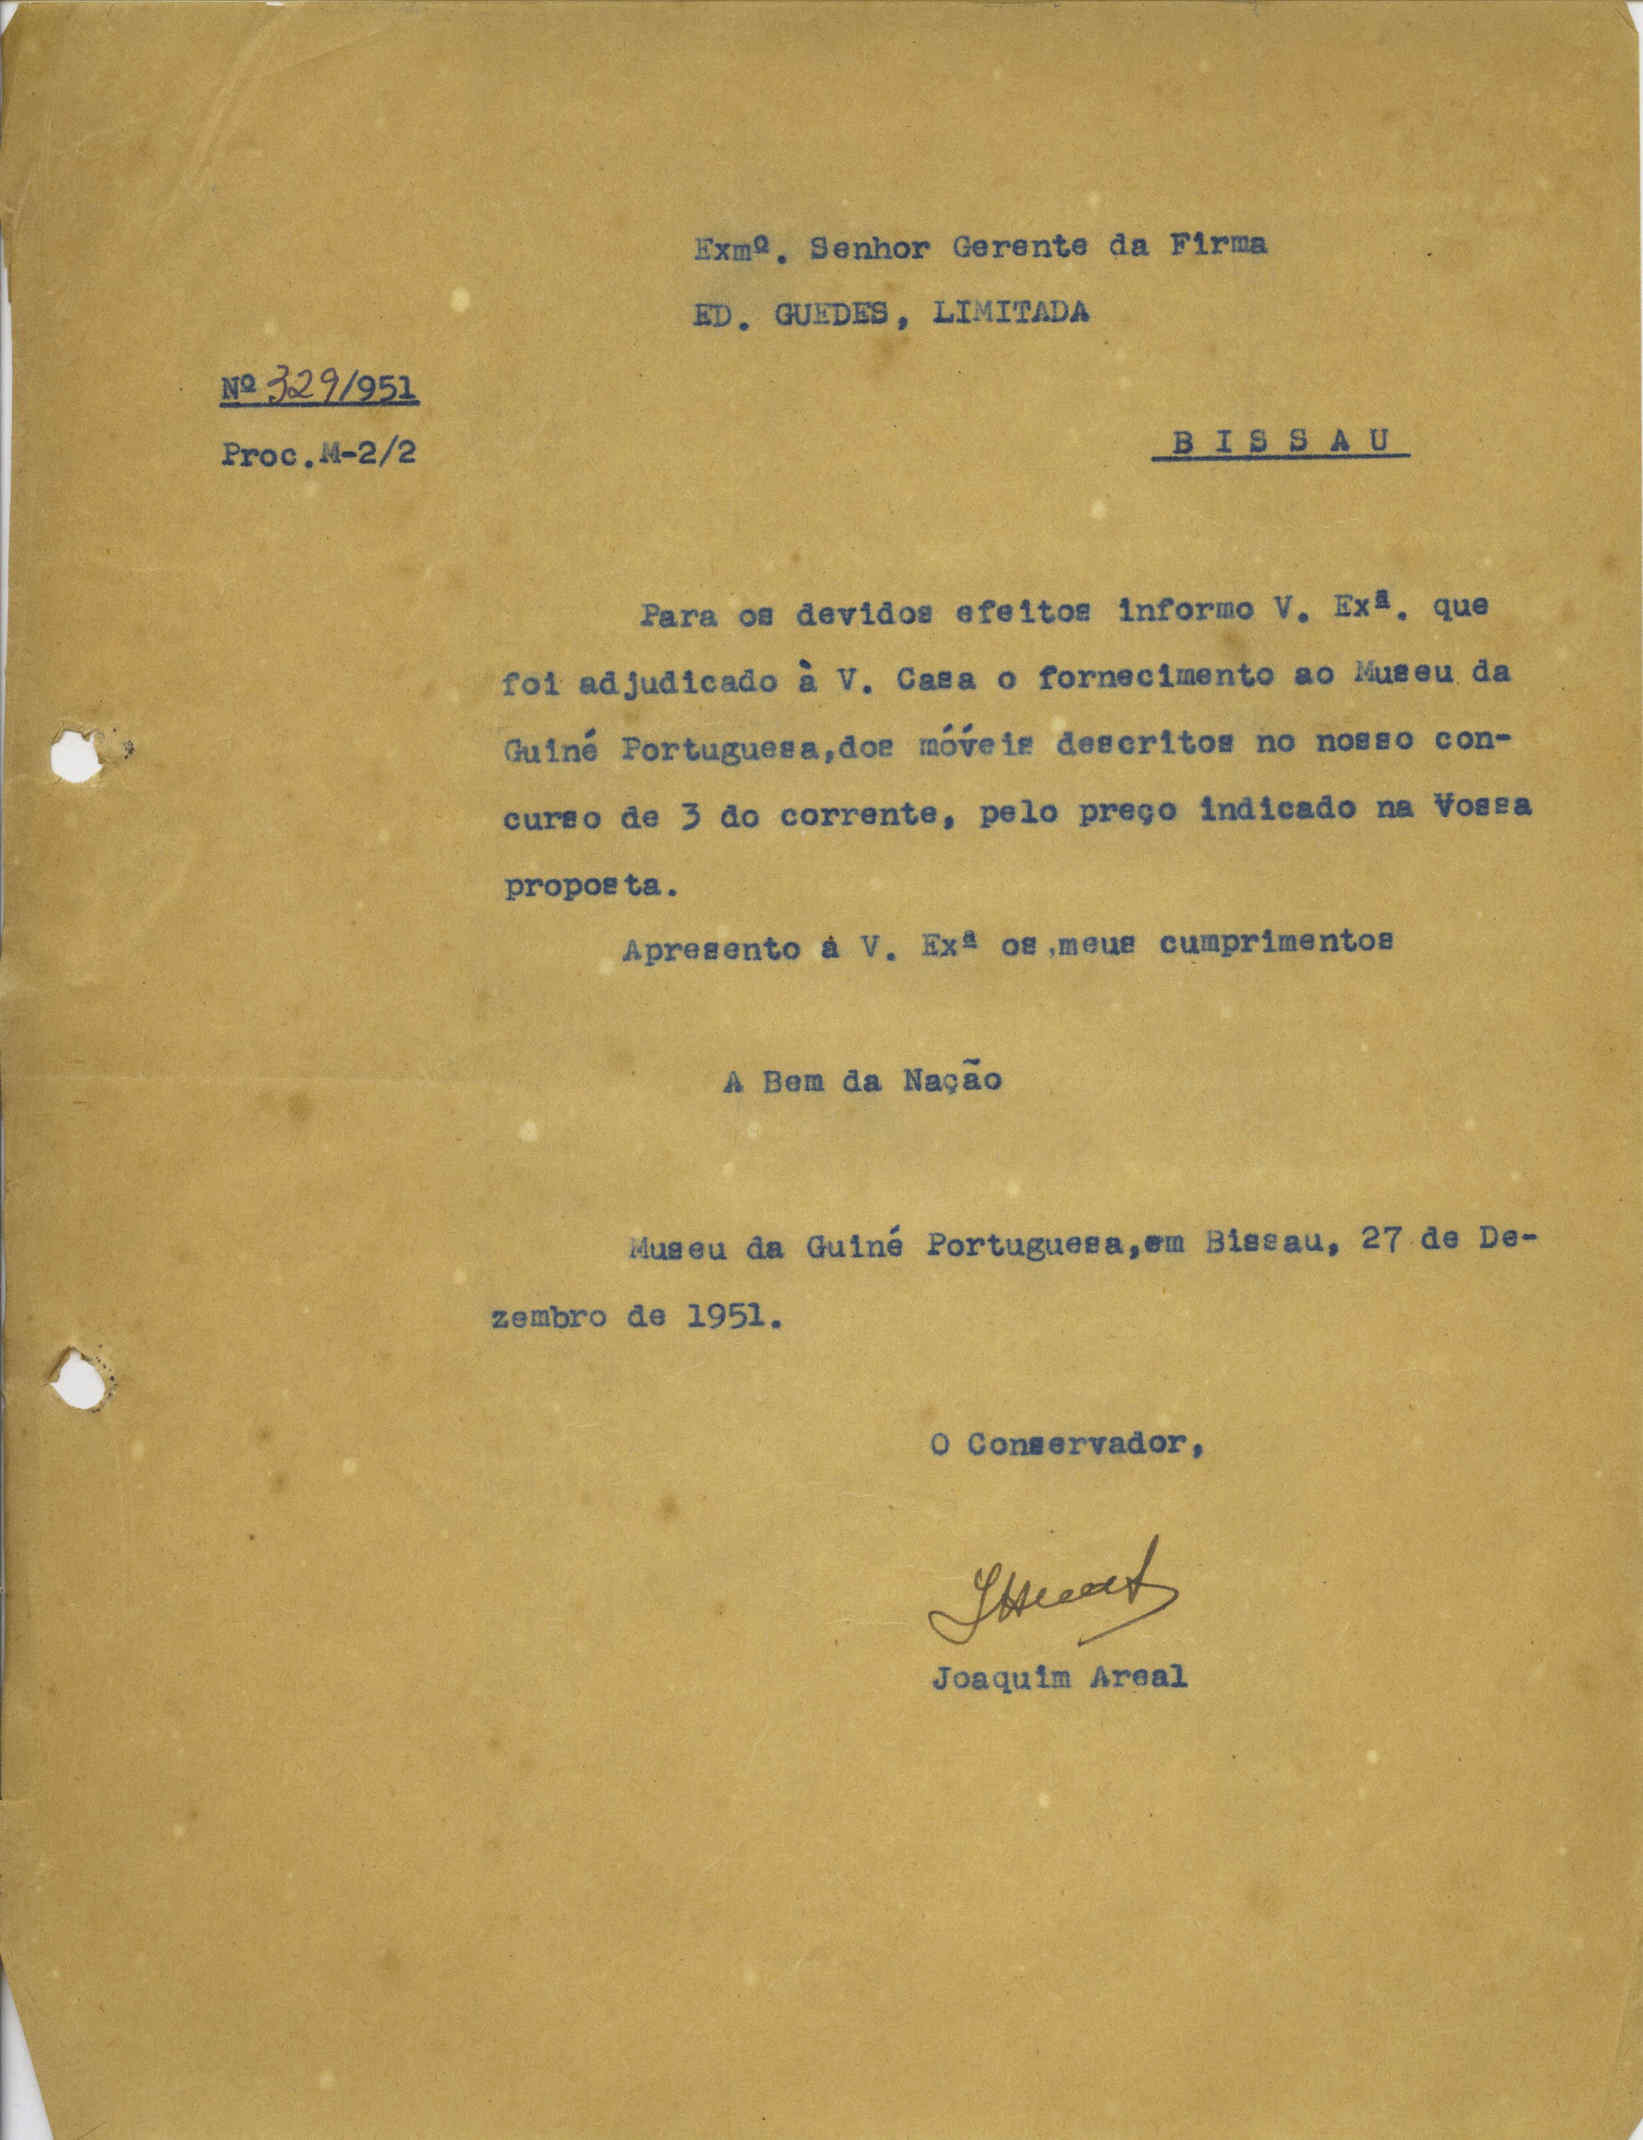 Exmº. Senhor Gerente da Firma
ED. GUEDES, LIMITADA
Nº 329/951
Proc.M-2/2
B I S S A U
Para os devidos efeitos informo V. Exª. que
foi adjudicado à V. Casa o fornecimento ao Museu da
Guiné Portuguesa,dos móveis descritos no nosso con-
curso de 3 do corrente, pelo preço indicado na Vossa
proposta.
Apresento a V. Exª os meus cumprimentos
A Bem da Nação
Museu da Guiné Portuguesa,em Bissau, 27 de De-
zembro de 1951.
O Conservador,
Joaquim Areal